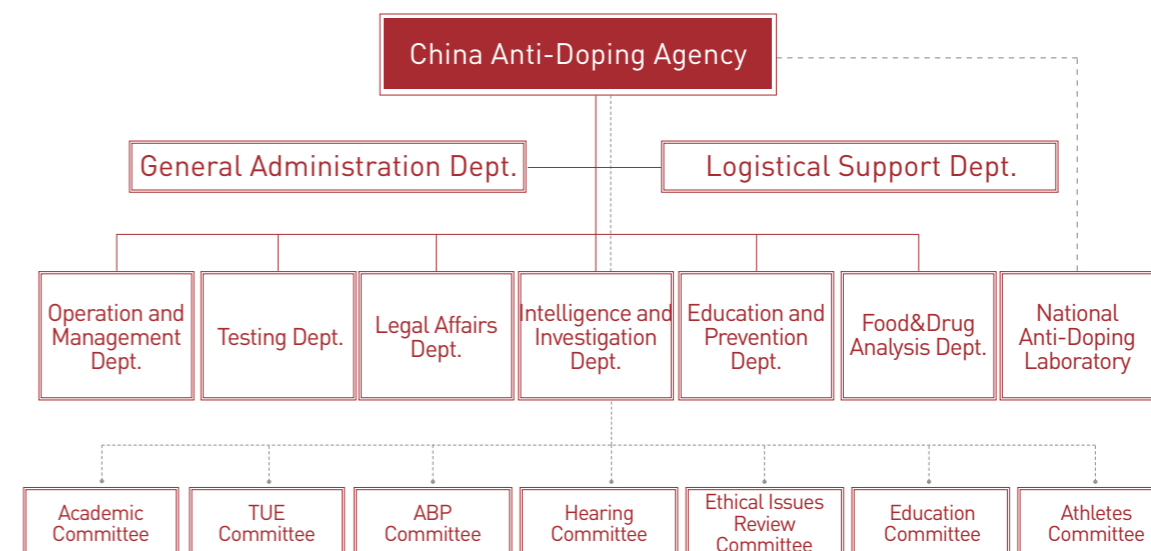 China Anti-Doping Agency
General Administration Dept.
Logistical Support Dept.
Operation and
Management
Dept.
Testing Dept.
Legal Affairs
Dept.
Intelligence and
Investigation
Dept.
Education and
Prevention
Dept.
Food&Drug
Analysis Dept.
National
Anti-Doping
Laboratory
Academic
Committee
TUE
Committee
ABP
Committee
Hearing
Committee
Ethical Issues
Review
Committee
Education
Committee
Athletes
Committee